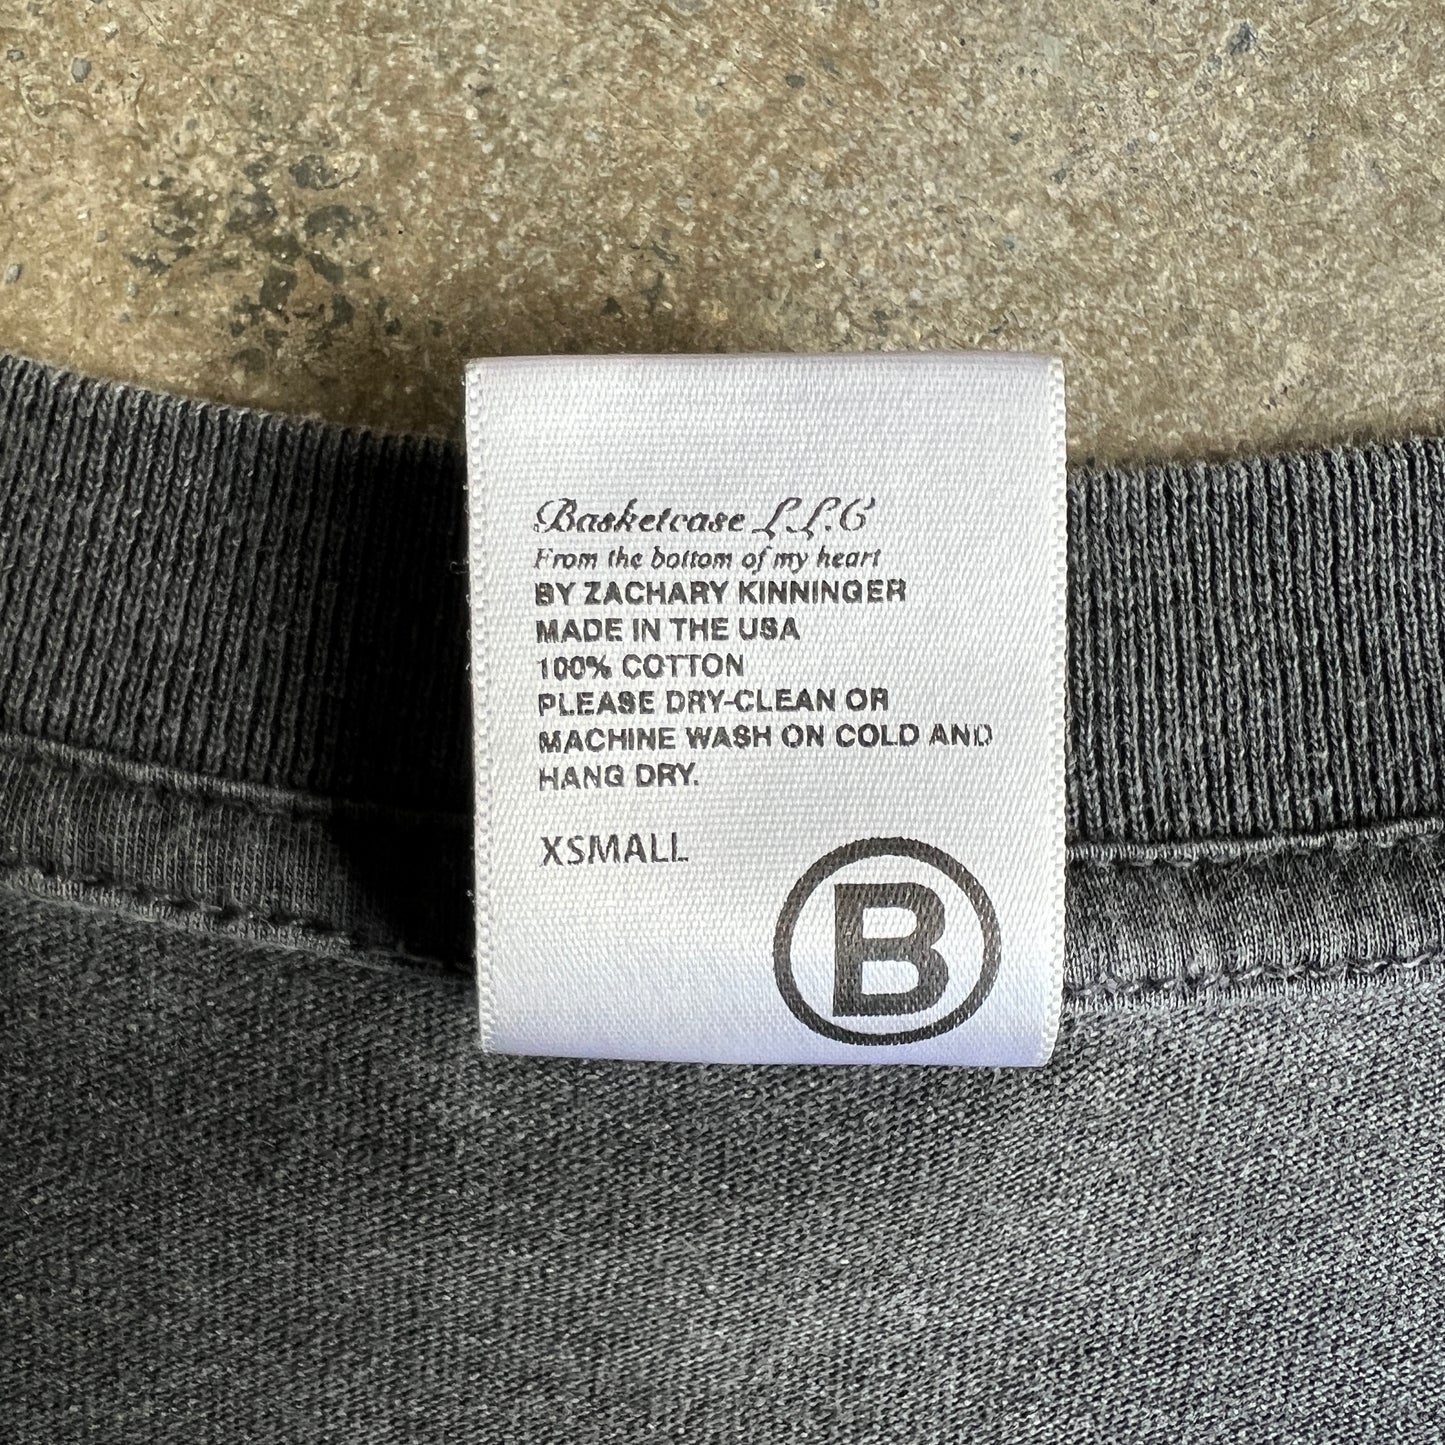 Basketcase LLC
From the bottom of my heart
BY ZACHARY KINNINGER
MADE IN THE USA
100% COTTON
PLEASE DRY-CLEAN OR
MACHINE WASH ON COLD AND
HANG DRY.
XSMALL
B